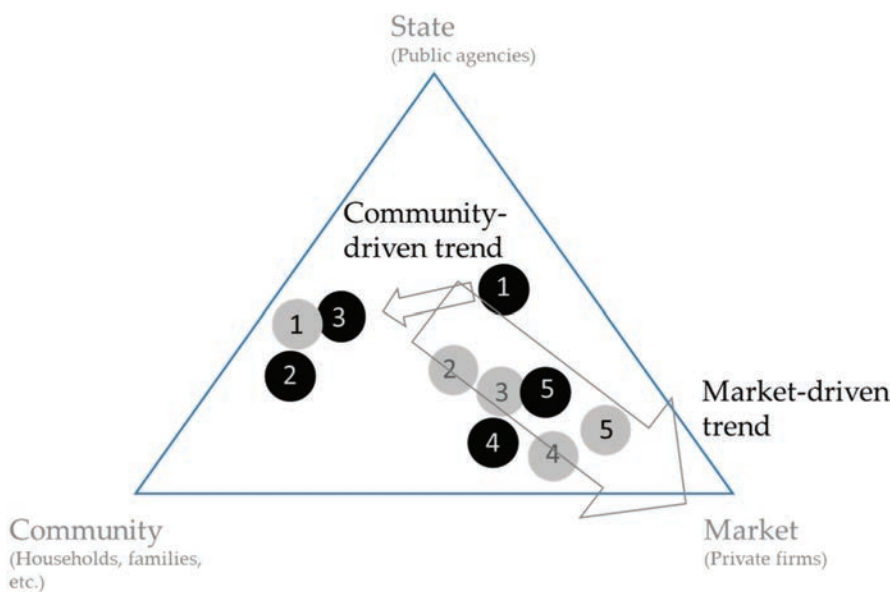 State
(Public agencies)
Community-
driven trend
1
1
3
2
2
3
5
4
4
5
Market-driven
trend
Community
(Households, families,
etc.)
Market
(Private firms)